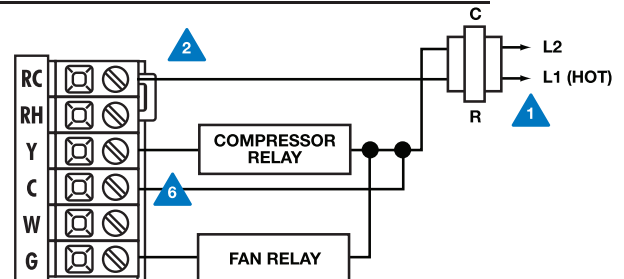 C
2
L2
RC
L1 (HOT)
RH
1
R
COMPRESSOR
RELAY
Y
C
6
W
G
FAN RELAY